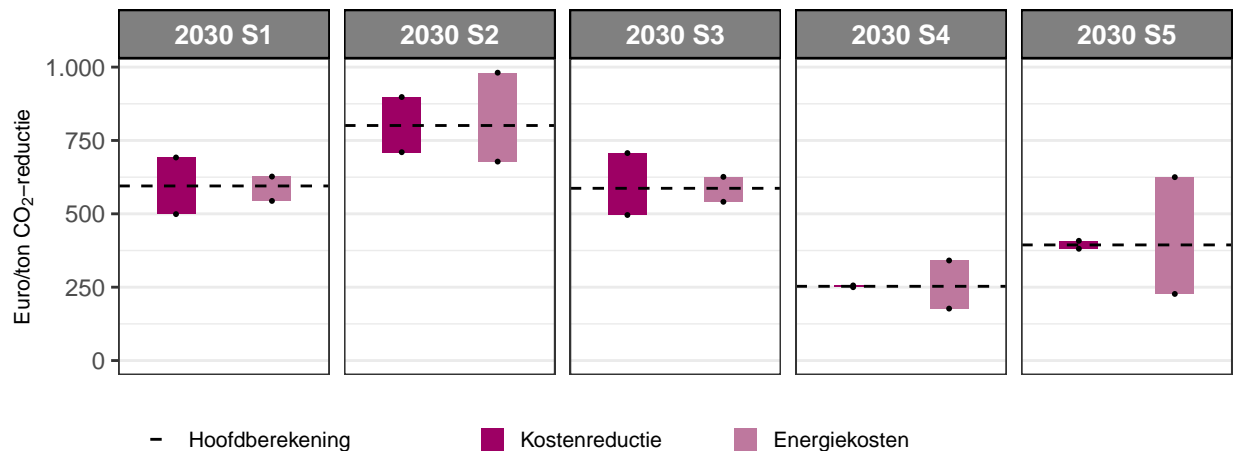 2030 S1 2030 S2 2030 S3 2030 S4 2030 S5
Euro/ton CO₂−reductie
1.000
750
500
250
0
Hoofdberekening Kostenreductie Energiekosten